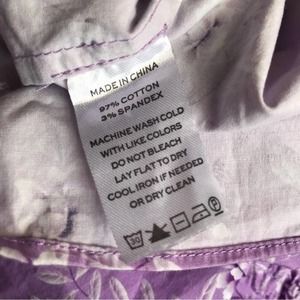 MADE IN CHINA
97% COTTON
3% SPANDEX
MACHINE WASH COLD
WITH LIKE COLORS
DO NOT BLEACH
LAY FLAT TO DRY
COOL IRON IF NEEDED
OR DRY CLEAN
30 P